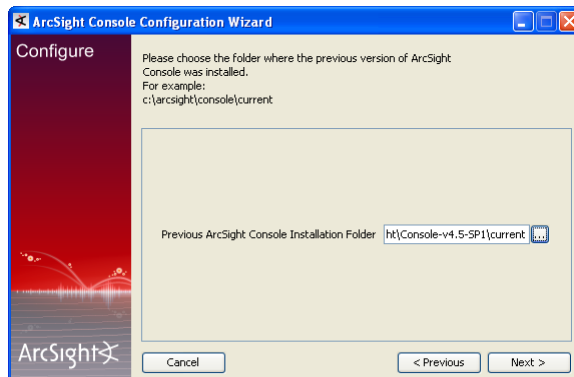 ArcSight Console Configuration Wizard
Configure
Please choose the folder where the previous version of ArcSight
Console was installed.
For example:
c:\arcsight\console\current
Previous ArcSight Console Installation Folder ht\Console-v4.5-SP1\current ...
ArcSight
Cancel < Previous Next >